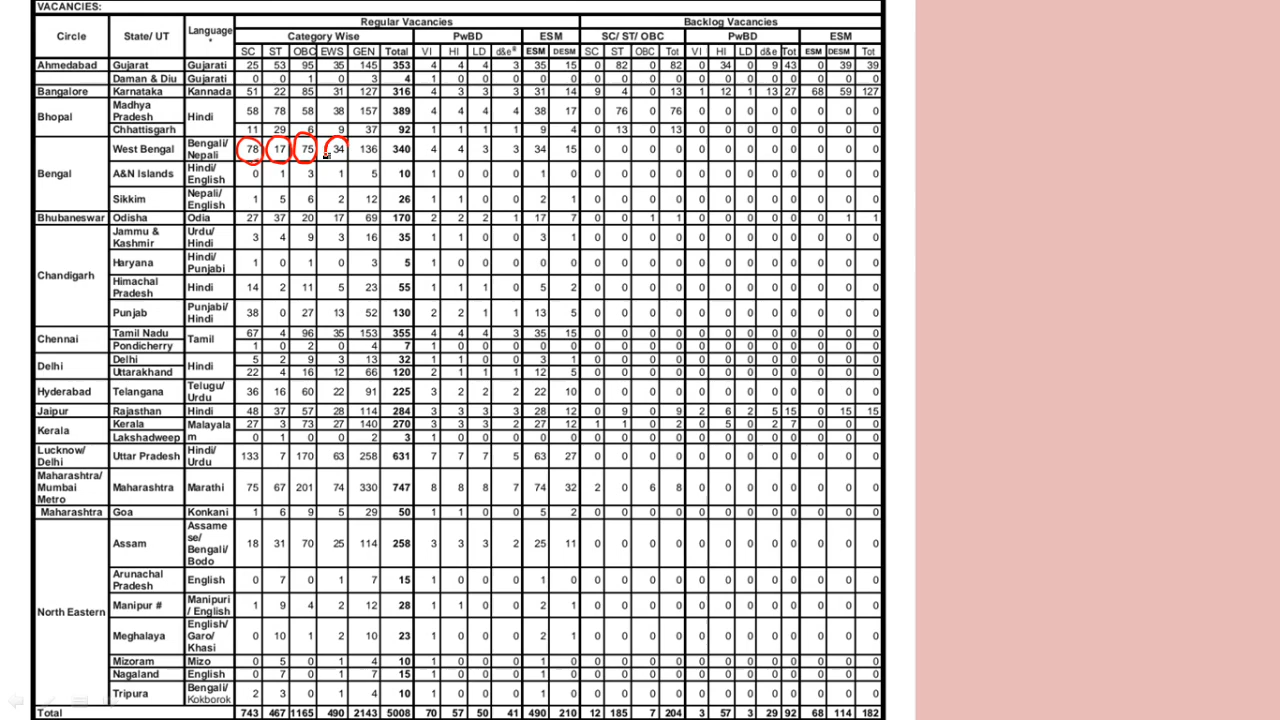 VACANCIES:
Circle State/ UT Language * Regular Vacancies Backlog Vacancies
Category Wise PwBD ESM SC/ ST/ OBC PwBD ESM
SC ST OBC EWS GEN Total VI HI LD d&e ESM DESM SC ST OBC Tot VI HI LD d&e Tot ESM DESM Tot
Ahmedabad Gujarat Gujarati 25 53 95 35 145 353 4 4 4 3 35 15 0 82 0 82 0 34 0 9 43 0 39 39
Daman & Diu Gujarati 0 0 1 0 3 4 1 0 0 0 0 0 0 0 0 0 0 0 0 0 0 0 0 0
Bangalore Karnataka Kannada 51 22 85 31 127 316 4 3 3 3 31 14 9 4 0 13 1 12 1 13 27 68 59 127
Bhopal Madhya Pradesh Hindi 58 78 58 38 157 389 4 4 4 4 38 17 0 76 0 76 0 0 0 0 0 0 0 0
Chhattisgarh 11 29 6 9 37 92 1 1 1 1 9 4 0 13 0 13 0 0 0 0 0 0 0 0
Bengal West Bengal Bengali/ Nepali 78 17 75 34 136 340 4 4 3 3 34 15 0 0 0 0 0 0 0 0 0 0 0 0
A&N Islands Hindi/ English 0 1 3 1 5 10 1 0 0 0 1 0 0 0 0 0 0 0 0 0 0 0 0 0
Sikkim Nepali/ English 1 5 6 2 12 26 1 1 0 0 2 1 0 0 0 0 0 0 0 0 0 0 0 0
Bhubaneswar Odisha Odia 27 37 20 17 69 170 2 2 2 1 17 7 0 0 1 1 0 0 0 0 0 0 1 1
Chandigarh Jammu & Kashmir Urdu/ Hindi 3 4 9 3 16 35 1 1 0 0 3 1 0 0 0 0 0 0 0 0 0 0 0 0
Haryana Hindi/ Punjabi 1 0 1 0 3 5 1 0 0 0 0 0 0 0 0 0 0 0 0 0 0 0 0 0
Himachal Pradesh Hindi 14 2 11 5 23 55 1 1 1 0 5 2 0 0 0 0 0 0 0 0 0 0 0 0
Punjab Punjabi/ Hindi 38 0 27 13 52 130 2 2 1 1 13 5 0 0 0 0 0 0 0 0 0 0 0 0
Chennai Tamil Nadu Tamil 67 4 96 35 153 355 4 4 4 3 35 15 0 0 0 0 0 0 0 0 0 0 0 0
Pondicherry 1 0 2 0 4 7 1 0 0 0 0 0 0 0 0 0 0 0 0 0 0 0 0 0
Delhi Delhi Hindi 5 2 9 3 13 32 1 1 0 0 3 1 0 0 0 0 0 0 0 0 0 0 0 0
Uttarakhand 22 4 16 12 66 120 2 1 1 1 12 5 0 0 0 0 0 0 0 0 0 0 0 0
Hyderabad Telangana Telugu/ Urdu 36 16 60 22 91 225 3 2 2 2 22 10 0 0 0 0 0 0 0 0 0 0 0 0
Jaipur Rajasthan Hindi 48 37 57 28 114 284 3 3 3 3 28 12 0 9 0 9 2 6 2 5 15 0 15 15
Kerala Kerala Malayalam 27 3 73 27 140 270 3 3 3 2 27 12 1 1 0 2 0 5 0 2 7 0 0 0
Lakshadweep 0 1 0 0 2 3 1 0 0 0 0 0 0 0 0 0 0 0 0 0 0 0 0 0
Lucknow/ Delhi Uttar Pradesh Hindi/ Urdu 133 7 170 63 258 631 7 7 7 5 63 27 0 0 0 0 0 0 0 0 0 0 0 0
Maharashtra/ Mumbai Metro Maharashtra Marathi 75 67 201 74 330 747 8 8 8 7 74 32 2 0 6 8 0 0 0 0 0 0 0 0
Maharashtra Goa Konkani 1 6 9 5 29 50 1 1 0 0 5 2 0 0 0 0 0 0 0 0 0 0 0 0
North Eastern Assam Assamese/ Bengali/ Bodo 18 31 70 25 114 258 3 3 3 2 25 11 0 0 0 0 0 0 0 0 0 0 0 0
Arunachal Pradesh English 0 7 0 1 7 15 1 0 0 0 1 0 0 0 0 0 0 0 0 0 0 0 0 0
Manipur # Manipuri / English 1 9 4 2 12 28 1 1 0 0 2 1 0 0 0 0 0 0 0 0 0 0 0 0
Meghalaya English/ Garo/ Khasi 0 10 1 2 10 23 1 0 0 0 2 1 0 0 0 0 0 0 0 0 0 0 0 0
Mizoram Mizo 0 5 0 1 4 10 1 0 0 0 1 0 0 0 0 0 0 0 0 0 0 0 0 0
Nagaland English 0 7 0 1 7 15 1 0 0 0 1 0 0 0 0 0 0 0 0 0 0 0 0 0
Tripura Bengali/ Kokborok 2 3 0 1 4 10 1 0 0 0 1 0 0 0 0 0 0 0 0 0 0 0 0 0
Total 743 467 1165 490 2143 5008 70 57 50 41 490 210 12 185 7 204 3 57 3 29 92 68 114 182